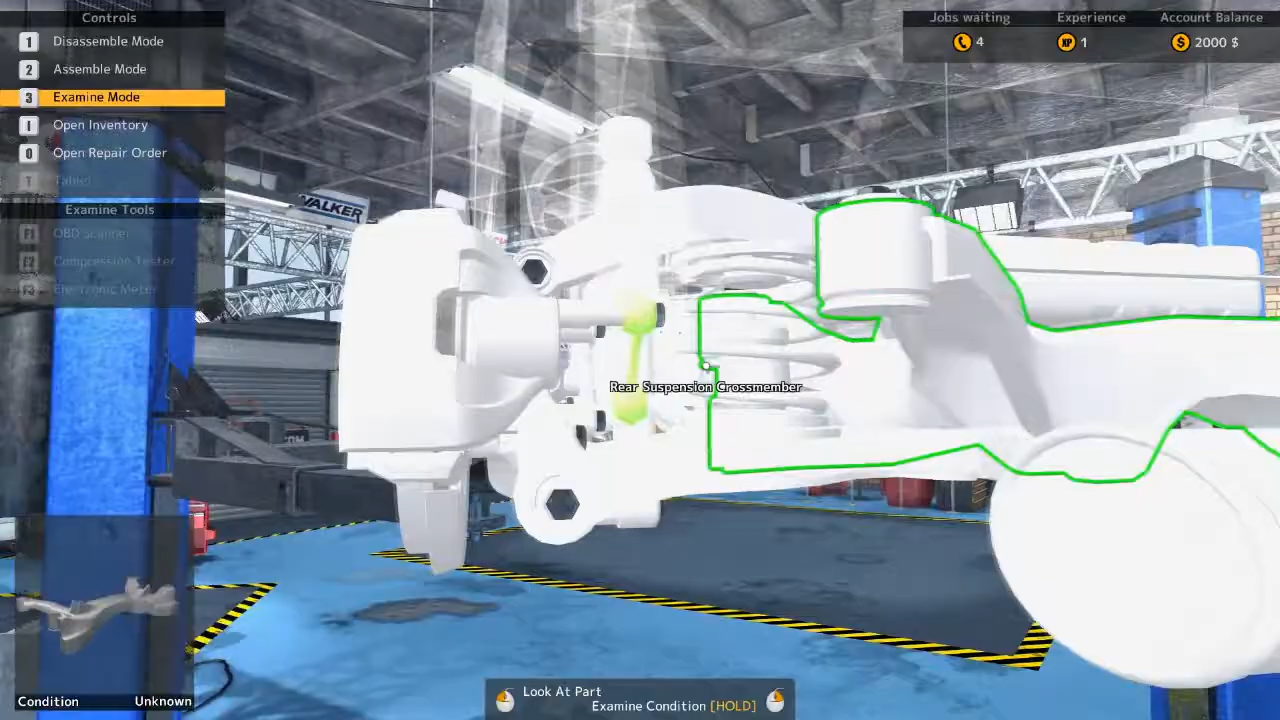 Controls
1 Disassemble Mode
2 Assemble Mode
3 Examine Mode
I Open Inventory
O Open Repair Order
T Tablet
Examine Tools
F1 OBD Scanner
F2 Compression Tester
F3 Electronic Meter
Jobs waiting
4
Experience
XP 1
Account Balance
$ 2000 $
WALKER
Rear Suspension Crossmember
Condition Unknown
Look At Part
Examine Condition [HOLD]